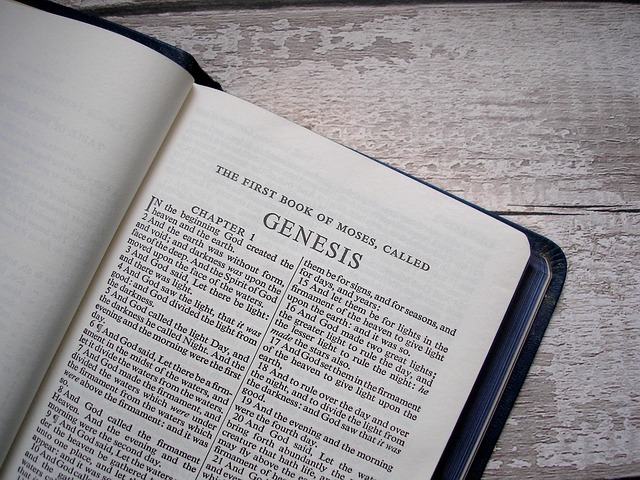 THE FIRST BOOK OF MOSES, CALLED
GENESIS
CHAPTER 1
IN the beginning God created the
heaven and the earth.
2 And the earth was without form,
and void; and darkness was upon the
face of the deep. And the Spirit of God
moved upon the face of the waters.
3 And God said, Let there be light:
and there was light.
4 And God saw the light, that it was
good: and God divided the light from
the darkness.
5 And God called the light Day, and
the darkness he called Night. And the
evening and the morning were the first
day.
6 ¶ And God said, Let there be a firm-
ament in the midst of the waters, and
let it divide the waters from the waters.
7 And God made the firmament, and
divided the waters which were under
the firmament from the waters which
were above the firmament: and it was
so.
8 And God called the firmament
morning were the second day.
9 ¶ And God said, Let the waters
der the heaven be gathered
unto one place, and let the dry
appear: and it was so.
10 And God called
them be for signs, and for seasons, and
for days, and years:
15 And let them be for lights in the
firmament of the heaven to give light
upon the earth: and it was so.
16 And God made two great lights;
the greater light to rule the day, and
the lesser light to rule the night: he
made the stars also.
17 And God set them in the firmament
of the heaven to give light upon the
earth,
18 And to rule over the day and over
the night, and to divide the light from
the darkness: and God saw that it was
good.
19 And the evening and the morning
were the fourth day.
20 And God said, Let the waters
bring forth abundantly the
creature that hath life, and
may fly above the earth
firmament of heaven.
21 And God